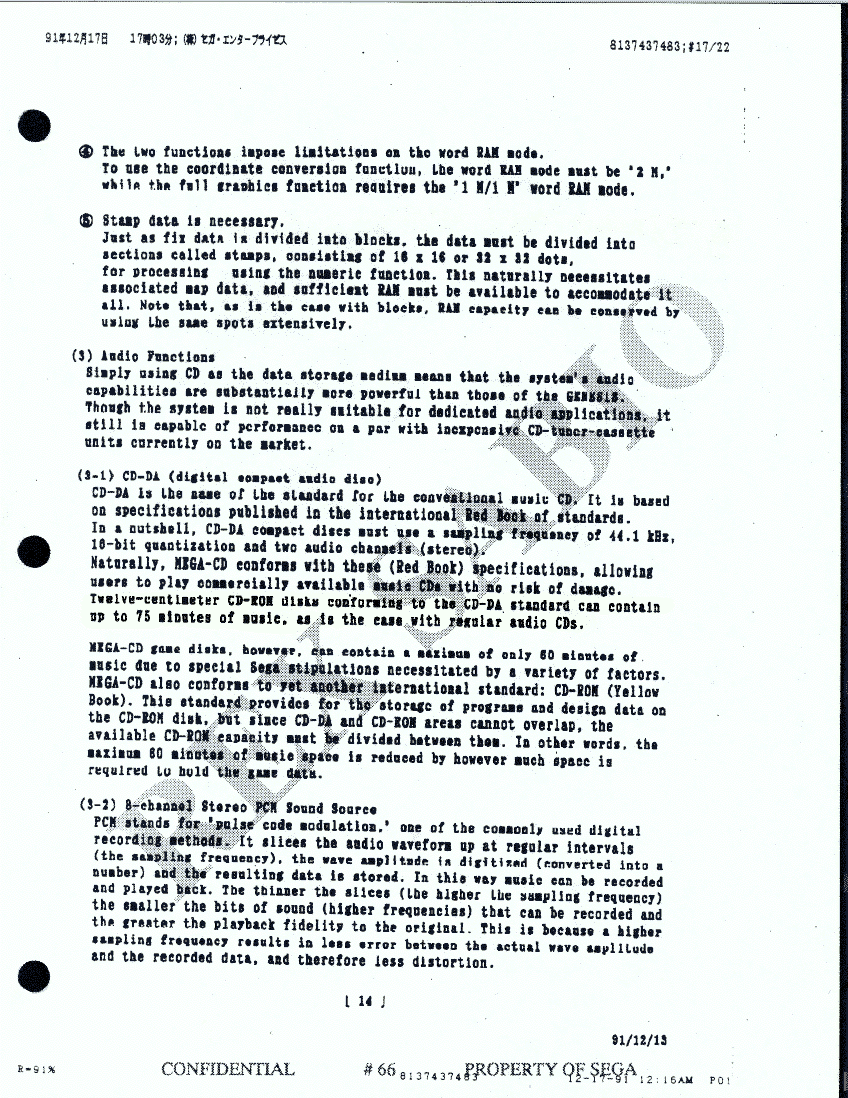 91年12月17日 17時03分; (株) セガ・エンタープライゼス
8137437483;#17/22
④ The two functions impose limitations on the word RAM mode.
To use the coordinate conversion function, the word RAM mode must be '2 M,'
while the full graphics function requires the '1 M/1 M' word RAM mode.
⑤ Stamp data is necessary.
Just as fix data is divided into blocks, the data must be divided into
sections called stamps, consisting of 16 x 16 or 32 x 32 dots,
for processing using the numeric function. This naturally necessitates
associated map data, and sufficient RAM must be available to accommodate it
all. Note that, as is the case with blocks, RAM capacity can be conserved by
using the same spots extensively.
(3) Audio Functions
Simply using CD as the data storage medium means that the system's audio
capabilities are substantially more powerful than those of the GENESIS.
Though the system is not really suitable for dedicated audio applications, it
still is capable of performance on a par with inexpensive CD-tuner-cassette
units currently on the market.
(3-1) CD-DA (digital compact audio disc)
CD-DA is the name of the standard for the conventional music CD. It is based
on specifications published in the international Red Book of standards.
In a nutshell, CD-DA compact discs must use a sampling frequency of 44.1 kHz,
16-bit quantization and two audio channels (stereo).
Naturally, MEGA-CD conforms with these (Red Book) specifications, allowing
users to play commercially available music CDs with no risk of damage.
Twelve-centimeter CD-ROM disks conforming to the CD-DA standard can contain
up to 75 minutes of music, as is the case with regular audio CDs.
MEGA-CD game disks, however, can contain a maximum of only 60 minutes of
music due to special Sega stipulations necessitated by a variety of factors.
MEGA-CD also conforms to yet another international standard: CD-ROM (Yellow
Book). This standard provides for the storage of programs and design data on
the CD-ROM disk, but since CD-DA and CD-ROM areas cannot overlap, the
available CD-ROM capacity must be divided between them. In other words, the
maximum 60 minutes of music space is reduced by however much space is
required to hold the game data.
(3-2) 8-channel Stereo PCM Sound Source
PCM stands for 'pulse code modulation,' one of the commonly used digital
recording methods. It slices the audio waveform up at regular intervals
(the sampling frequency), the wave amplitude is digitized (converted into a
number) and the resulting data is stored. In this way music can be recorded
and played back. The thinner the slices (the higher the sampling frequency)
the smaller the bits of sound (higher frequencies) that can be recorded and
the greater the playback fidelity to the original. This is because a higher
sampling frequency results in less error between the actual wave amplitude
and the recorded data, and therefore less distortion.
[ 14 ]
91/12/13
R=91% CONFIDENTIAL #66 8137437483 PROPERTY OF SEGA 12-17-91 12:16AM P01